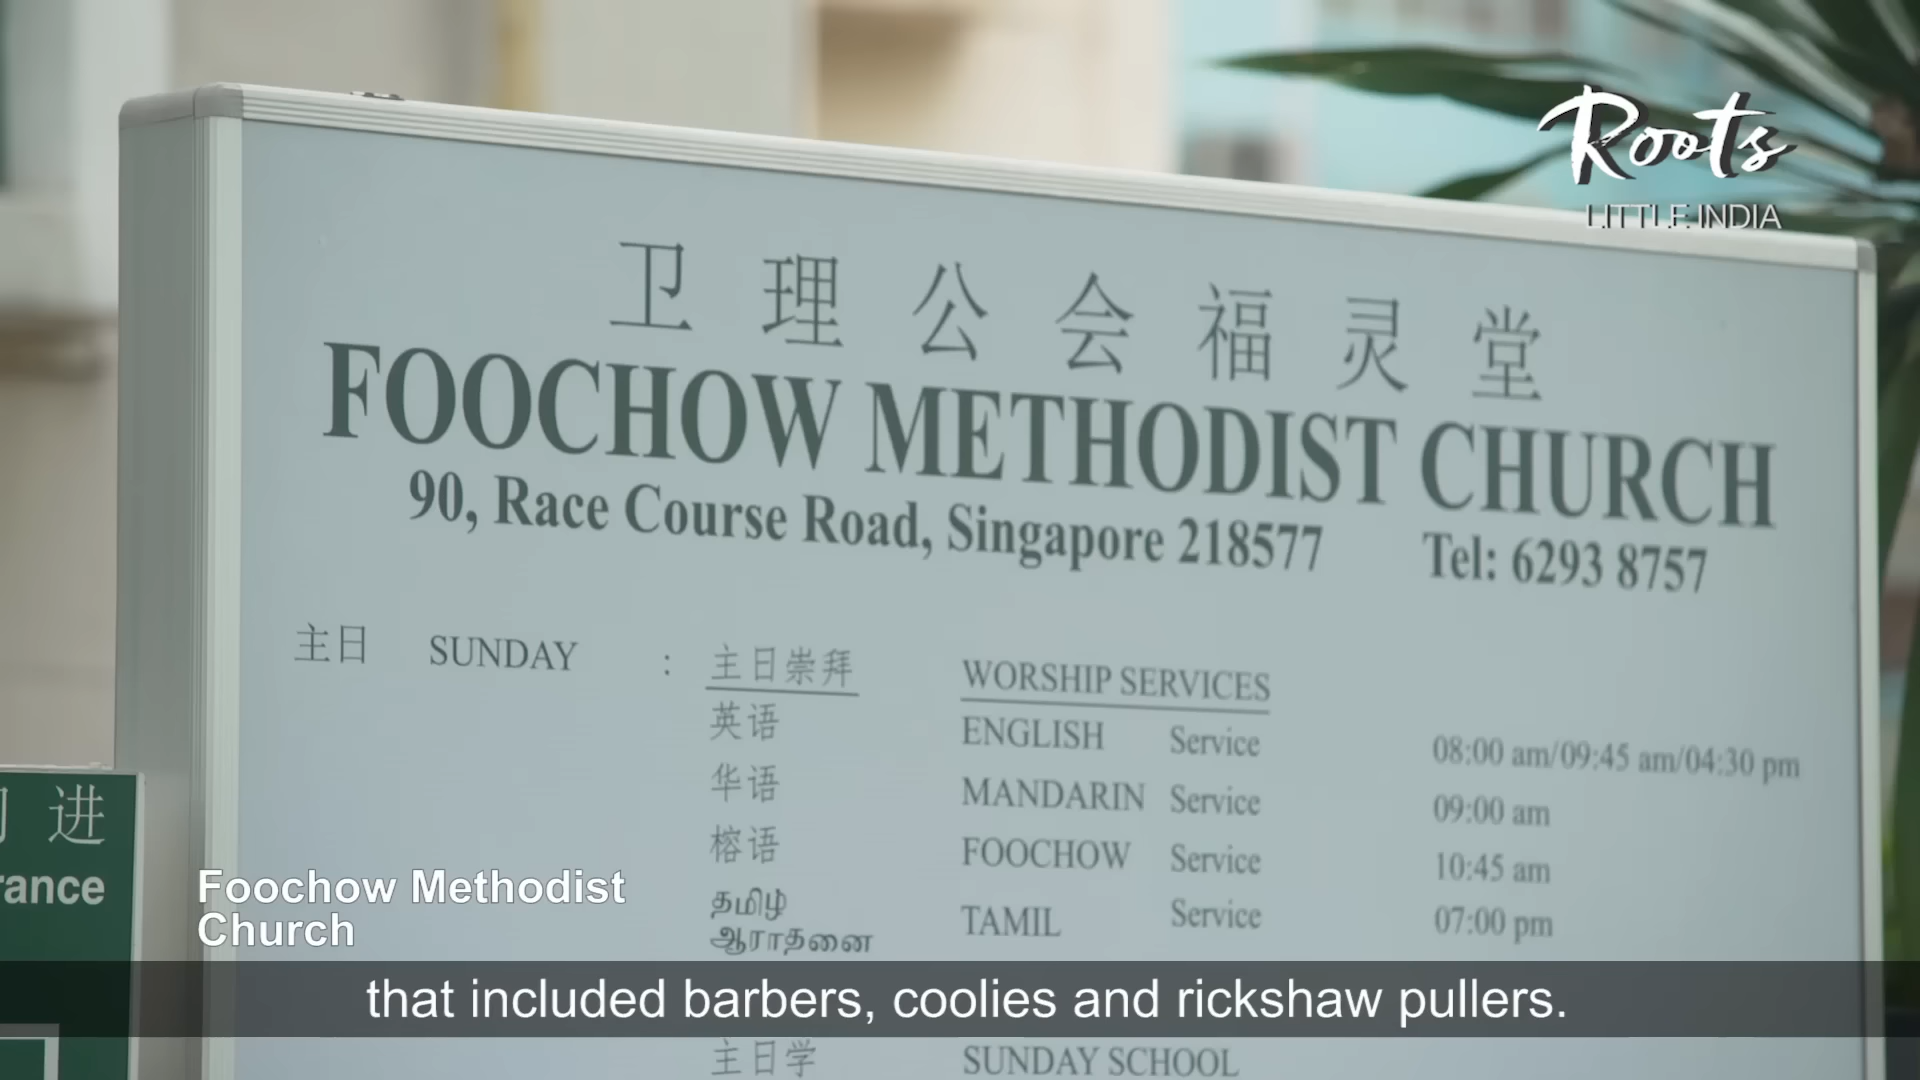 Roots
LITTLE INDIA
卫理公会福灵堂
FOOCHOW METHODIST CHURCH
90, Race Course Road, Singapore 218577 Tel: 6293 8757
主日 SUNDAY : 主日崇拜 WORSHIP SERVICES
英语 ENGLISH Service 08:00 am/09:45 am/04:30 pm
华语 MANDARIN Service 09:00 am
榕语 FOOCHOW Service 10:45 am
தமிழ் ஆராதனை TAMIL Service 07:00 pm
主日学 SUNDAY SCHOOL
进
Foochow Methodist
Church
that included barbers, coolies and rickshaw pullers.